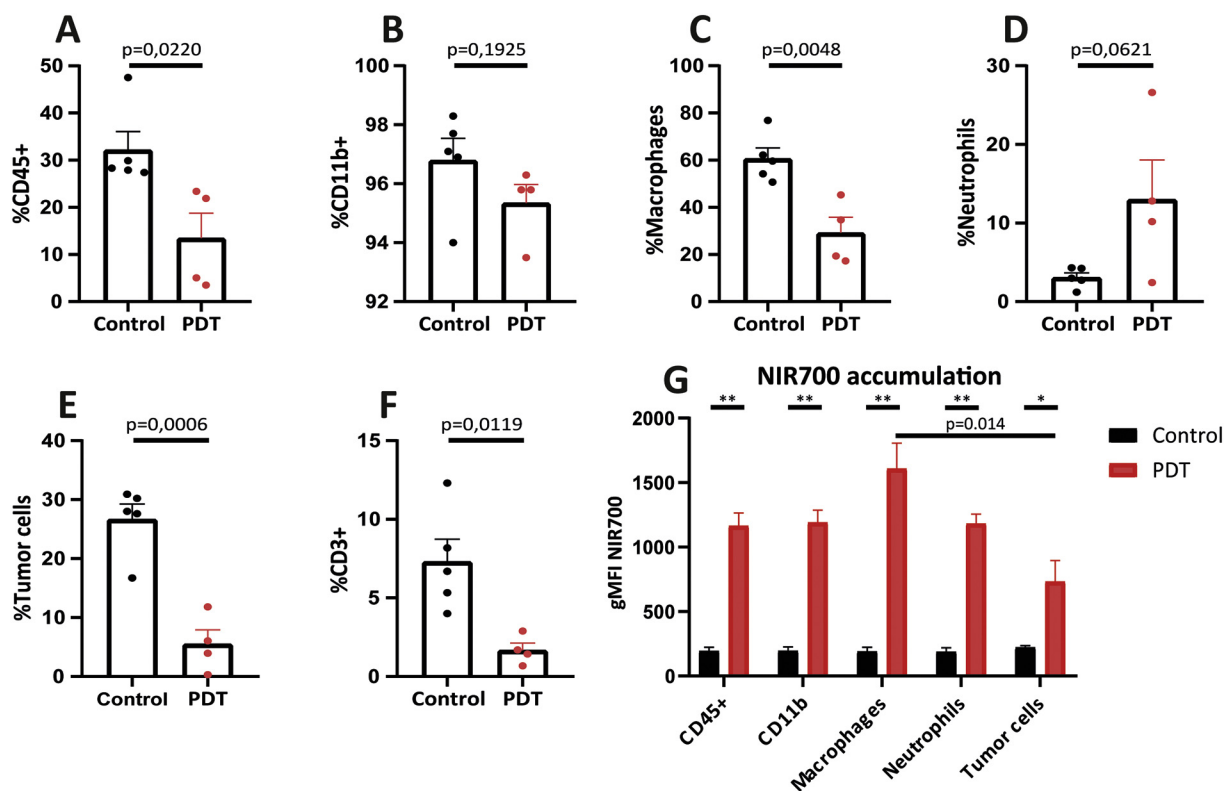 A
p=0,0220
%CD45+
50
40
30
20
10
0
Control PDT
B
p=0,1925
%CD11b+
100
98
96
94
92
Control PDT
C
p=0,0048
%Macrophages
100
80
60
40
20
0
Control PDT
D
p=0,0621
%Neutrophils
30
20
10
0
Control PDT
E
p=0,0006
%Tumor cells
40
30
20
10
0
Control PDT
F
p=0,0119
%CD3+
15
10
5
0
Control PDT
G
NIR700 accumulation
** ** ** ** *
p=0.014
gMFI NIR700
2000
1500
1000
500
0
CD45+
CD11b
Macrophages
Neutrophils
Tumor cells
Control
PDT